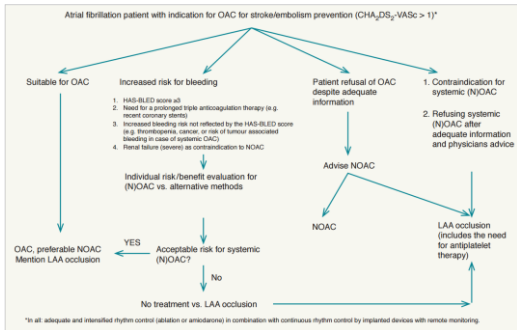 Atrial fibrillation patient with indication for OAC for stroke/embolism prevention (CHA₂DS₂-VASc > 1)*
Suitable for OAC
Increased risk for bleeding
1. HAS-BLED score ≥3
2. Need for a prolonged triple anticoagulation therapy (e.g.
recent coronary stents)
3. Increased bleeding risk not reflected by the HAS-BLED score
(e.g. thrombopenia, cancer, or risk of tumour associated
bleeding in case of systemic OAC)
4. Renal failure (severe) as contraindication to NOAC
Patient refusal of OAC
despite adequate
information
1. Contraindication for
systemic (N)OAC
2. Refusing systemic
(N)OAC after
adequate information
and physicians advice
Individual risk/benefit evaluation for
(N)OAC vs. alternative methods
Advise NOAC
NOAC
LAA occlusion
(includes the need
for antiplatelet
therapy)
OAC, preferable NOAC
Mention LAA occlusion
YES
Acceptable risk for systemic
(N)OAC?
No
No treatment vs. LAA occlusion
*In all: adequate and intensified rhythm control (ablation or amiodarone) in combination with continuous rhythm control by implanted devices with remote monitoring.